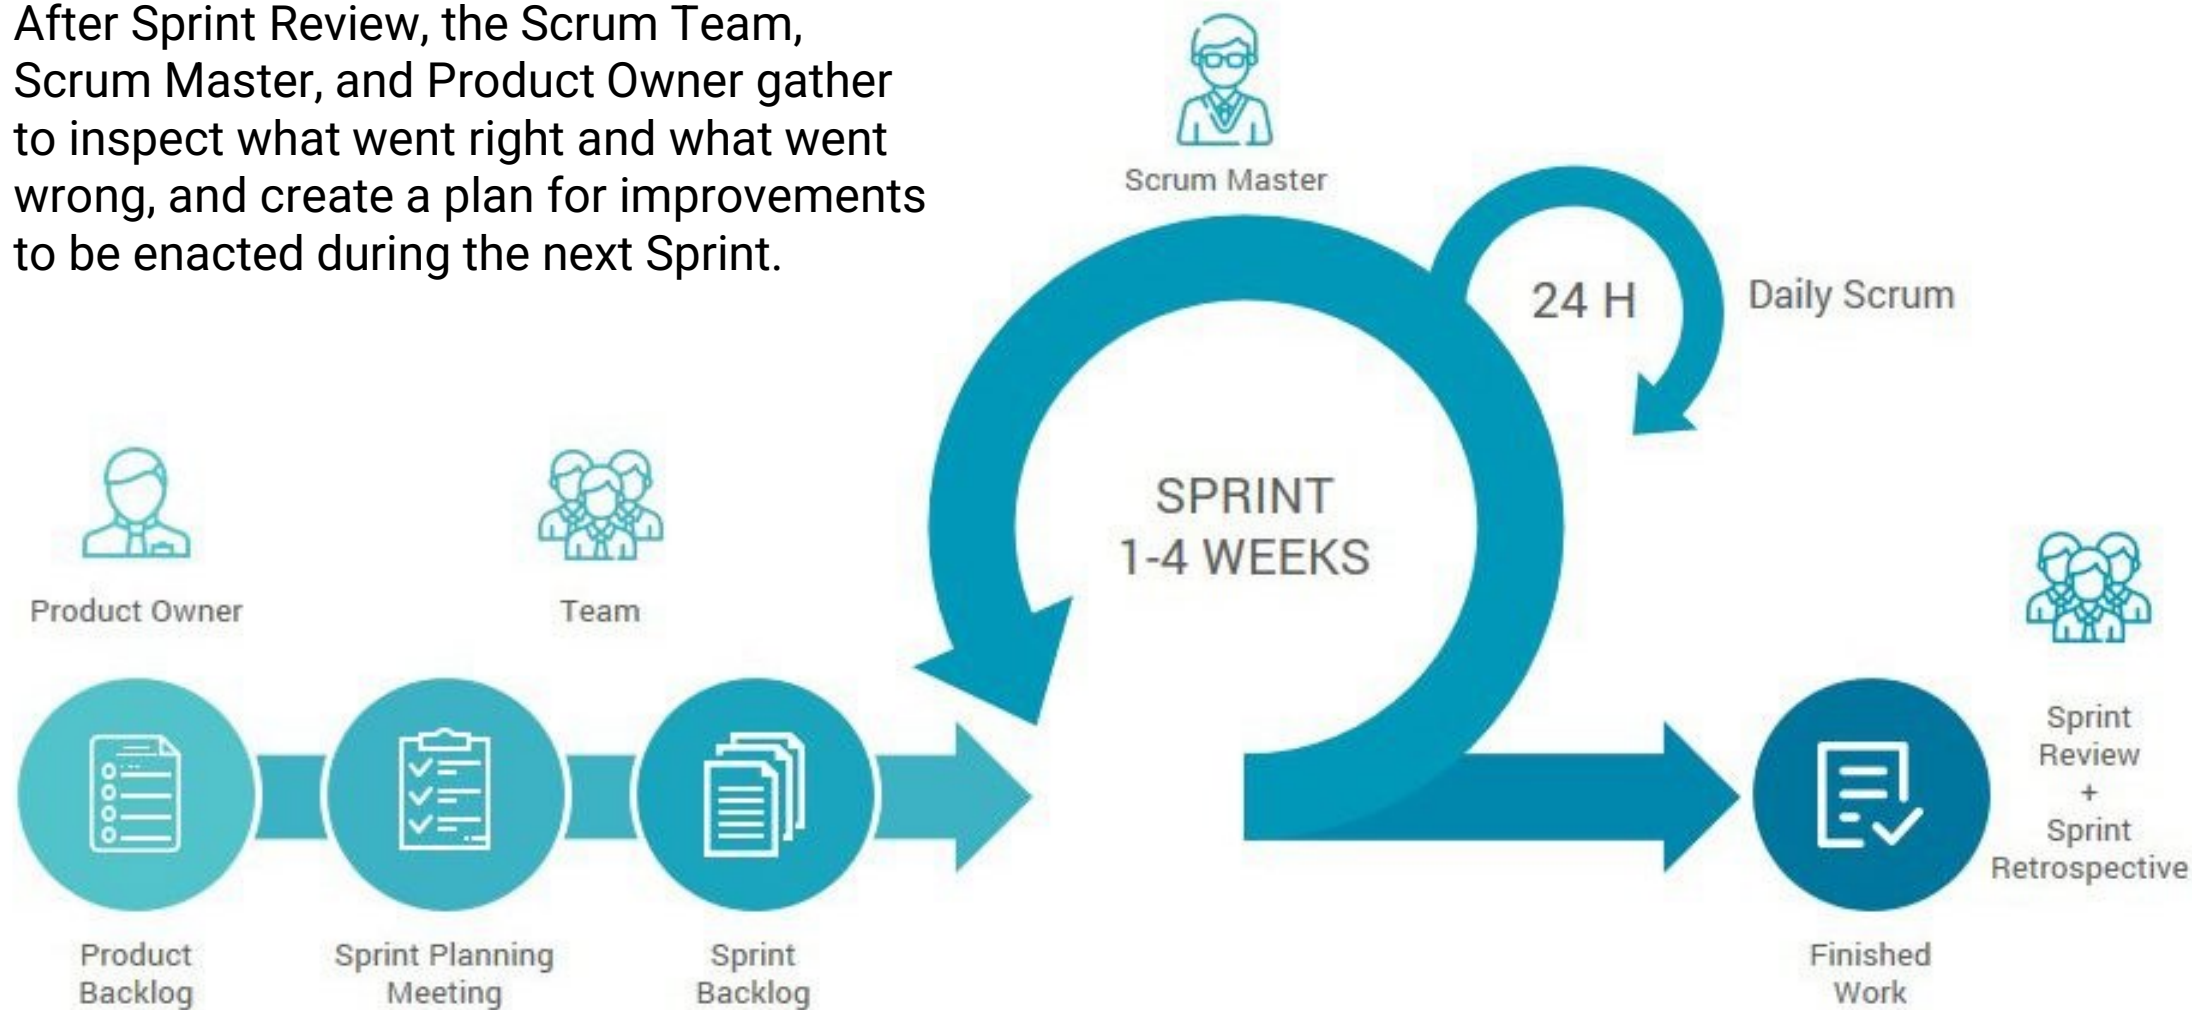 After Sprint Review, the Scrum Team,
Scrum Master, and Product Owner gather
to inspect what went right and what went
wrong, and create a plan for improvements
to be enacted during the next Sprint.
Scrum Master
24 H
Daily Scrum
SPRINT
1-4 WEEKS
Product Owner
Team
Sprint
Review
+
Sprint
Retrospective
Product
Backlog
Sprint Planning
Meeting
Sprint
Backlog
Finished
Work